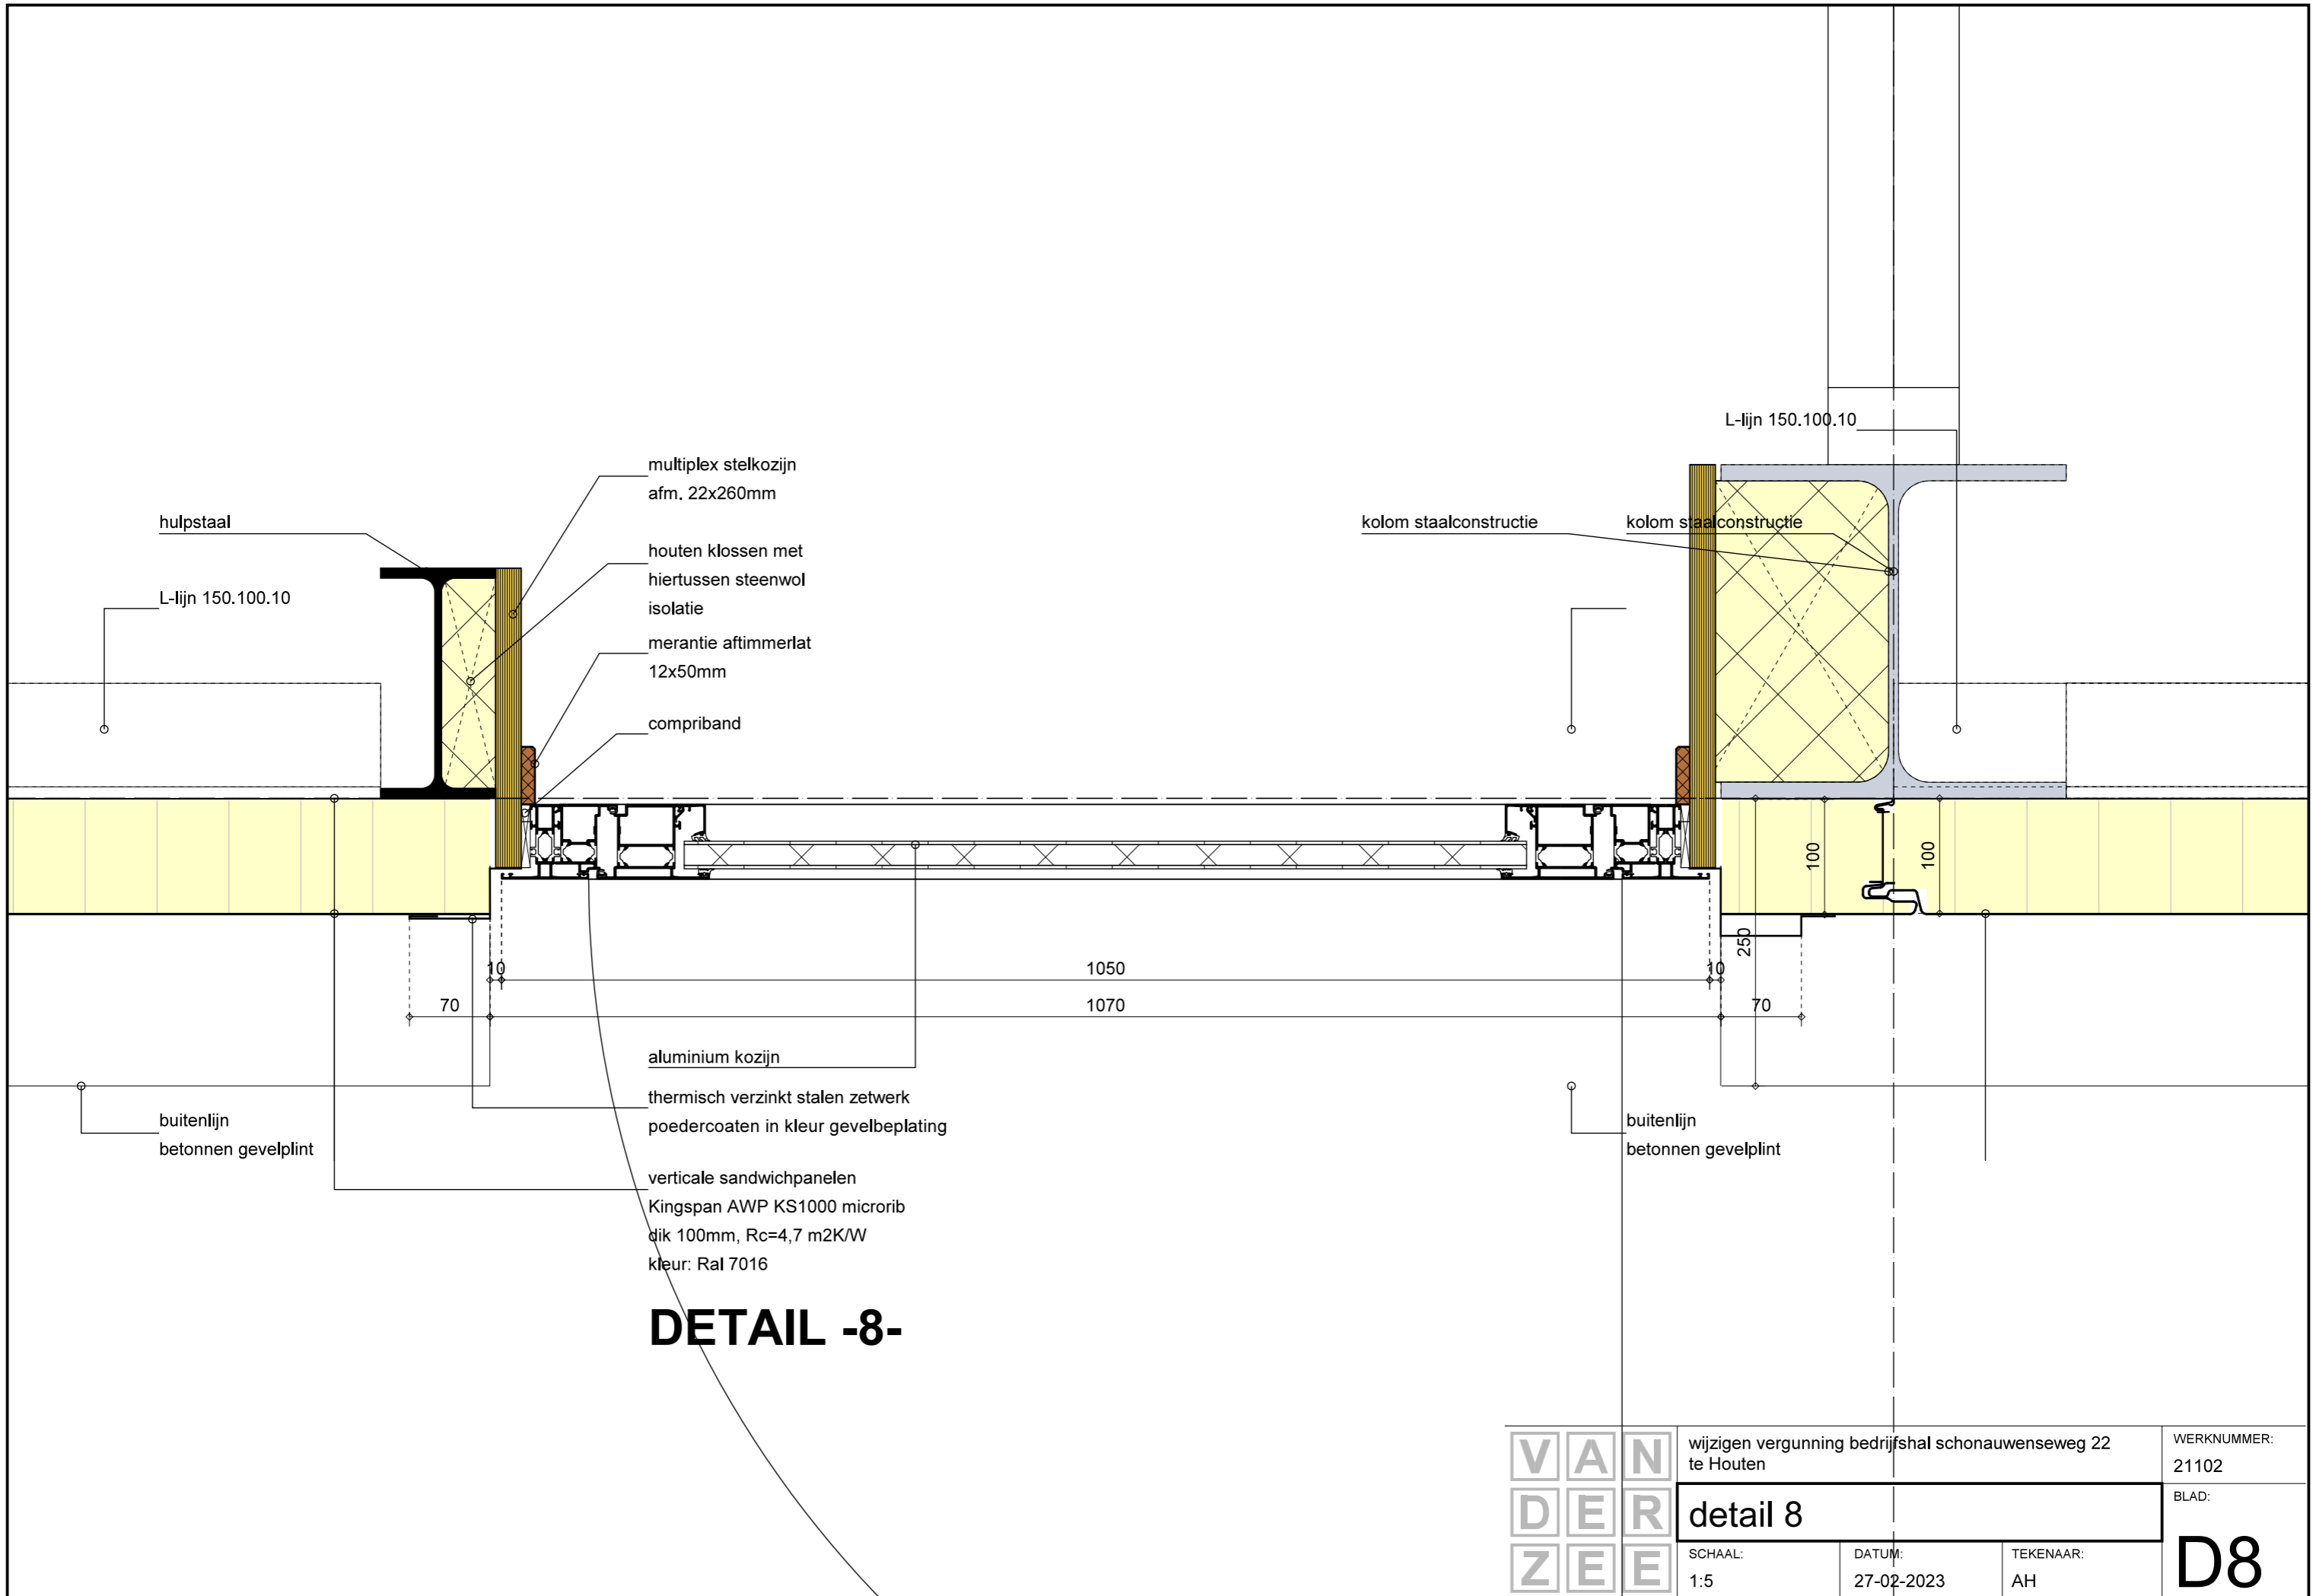 L-lijn 150.100.10
multiplex stelkozijn
afm. 22x260mm
hulpstaal
kolom staalconstructie
kolom staalconstructie
houten klossen met
hiertussen steenwol
isolatie
L-lijn 150.100.10
merantie aftimmerlat
12x50mm
compriband
100
100
250
10
1050
10
70
1070
70
aluminium kozijn
thermisch verzinkt stalen zetwerk
poedercoaten in kleur gevelbeplating
buitenlijn
betonnen gevelplint
buitenlijn
betonnen gevelplint
verticale sandwichpanelen
Kingspan AWP KS1000 microrib
dik 100mm, Rc=4,7 m2K/W
kleur: Ral 7016
DETAIL -8-
VAN
DER
ZEE
wijzigen vergunning bedrijfshal schonauwenseweg 22
te Houten
WERKNUMMER:
21102
detail 8
BLAD:
D8
SCHAAL:
1:5
DATUM:
27-02-2023
TEKENAAR:
AH